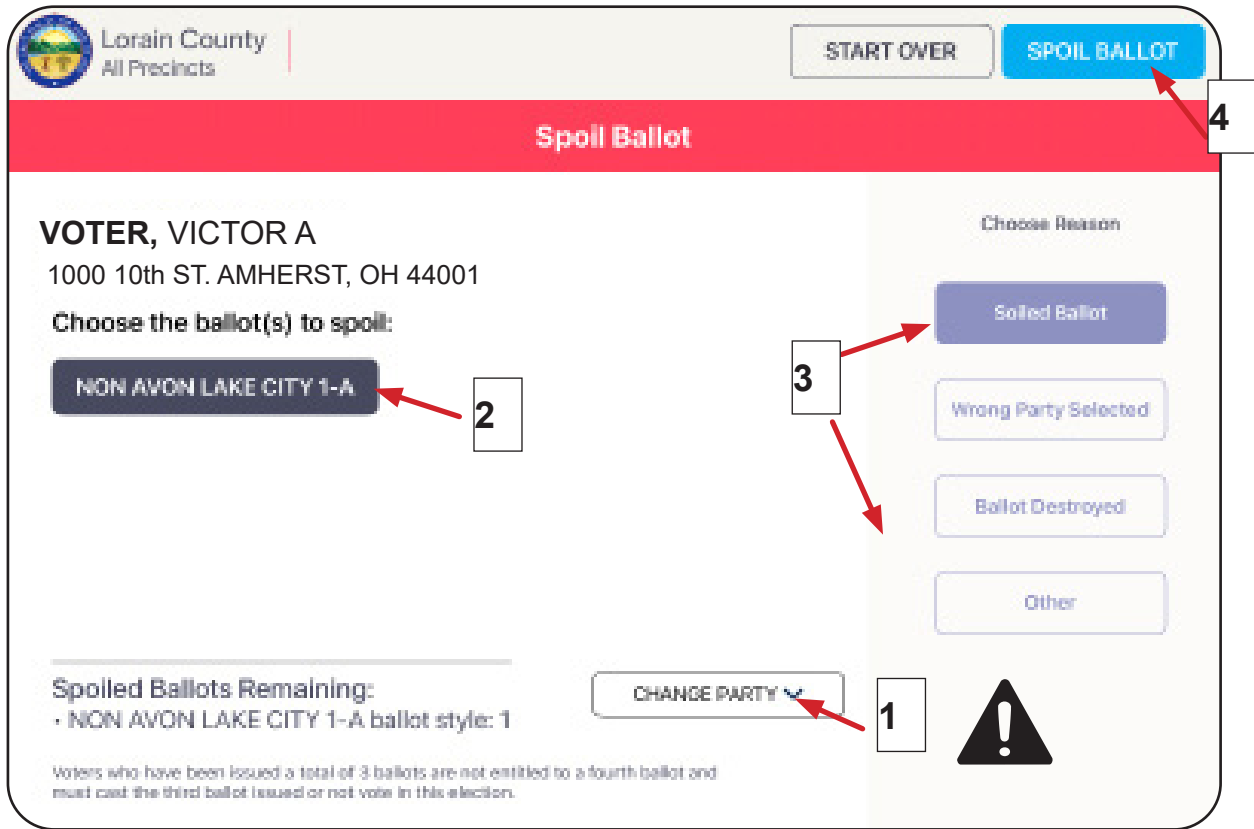 Lorain County
All Precincts
START OVER
SPOIL BALLOT
4
Spoil Ballot
VOTER, VICTOR A
1000 10th ST. AMHERST, OH 44001
Choose the ballot(s) to spoil:
NON AVON LAKE CITY 1-A
2
Choose Reason
Soiled Ballot
3
Wrong Party Selected
Ballot Destroyed
Other
Spoiled Ballots Remaining:
· NON AVON LAKE CITY 1-A ballot style: 1
CHANGE PARTY
1
Voters who have been issued a total of 3 ballots are not entitled to a fourth ballot and
must cast the third ballot issued or not vote in this election.